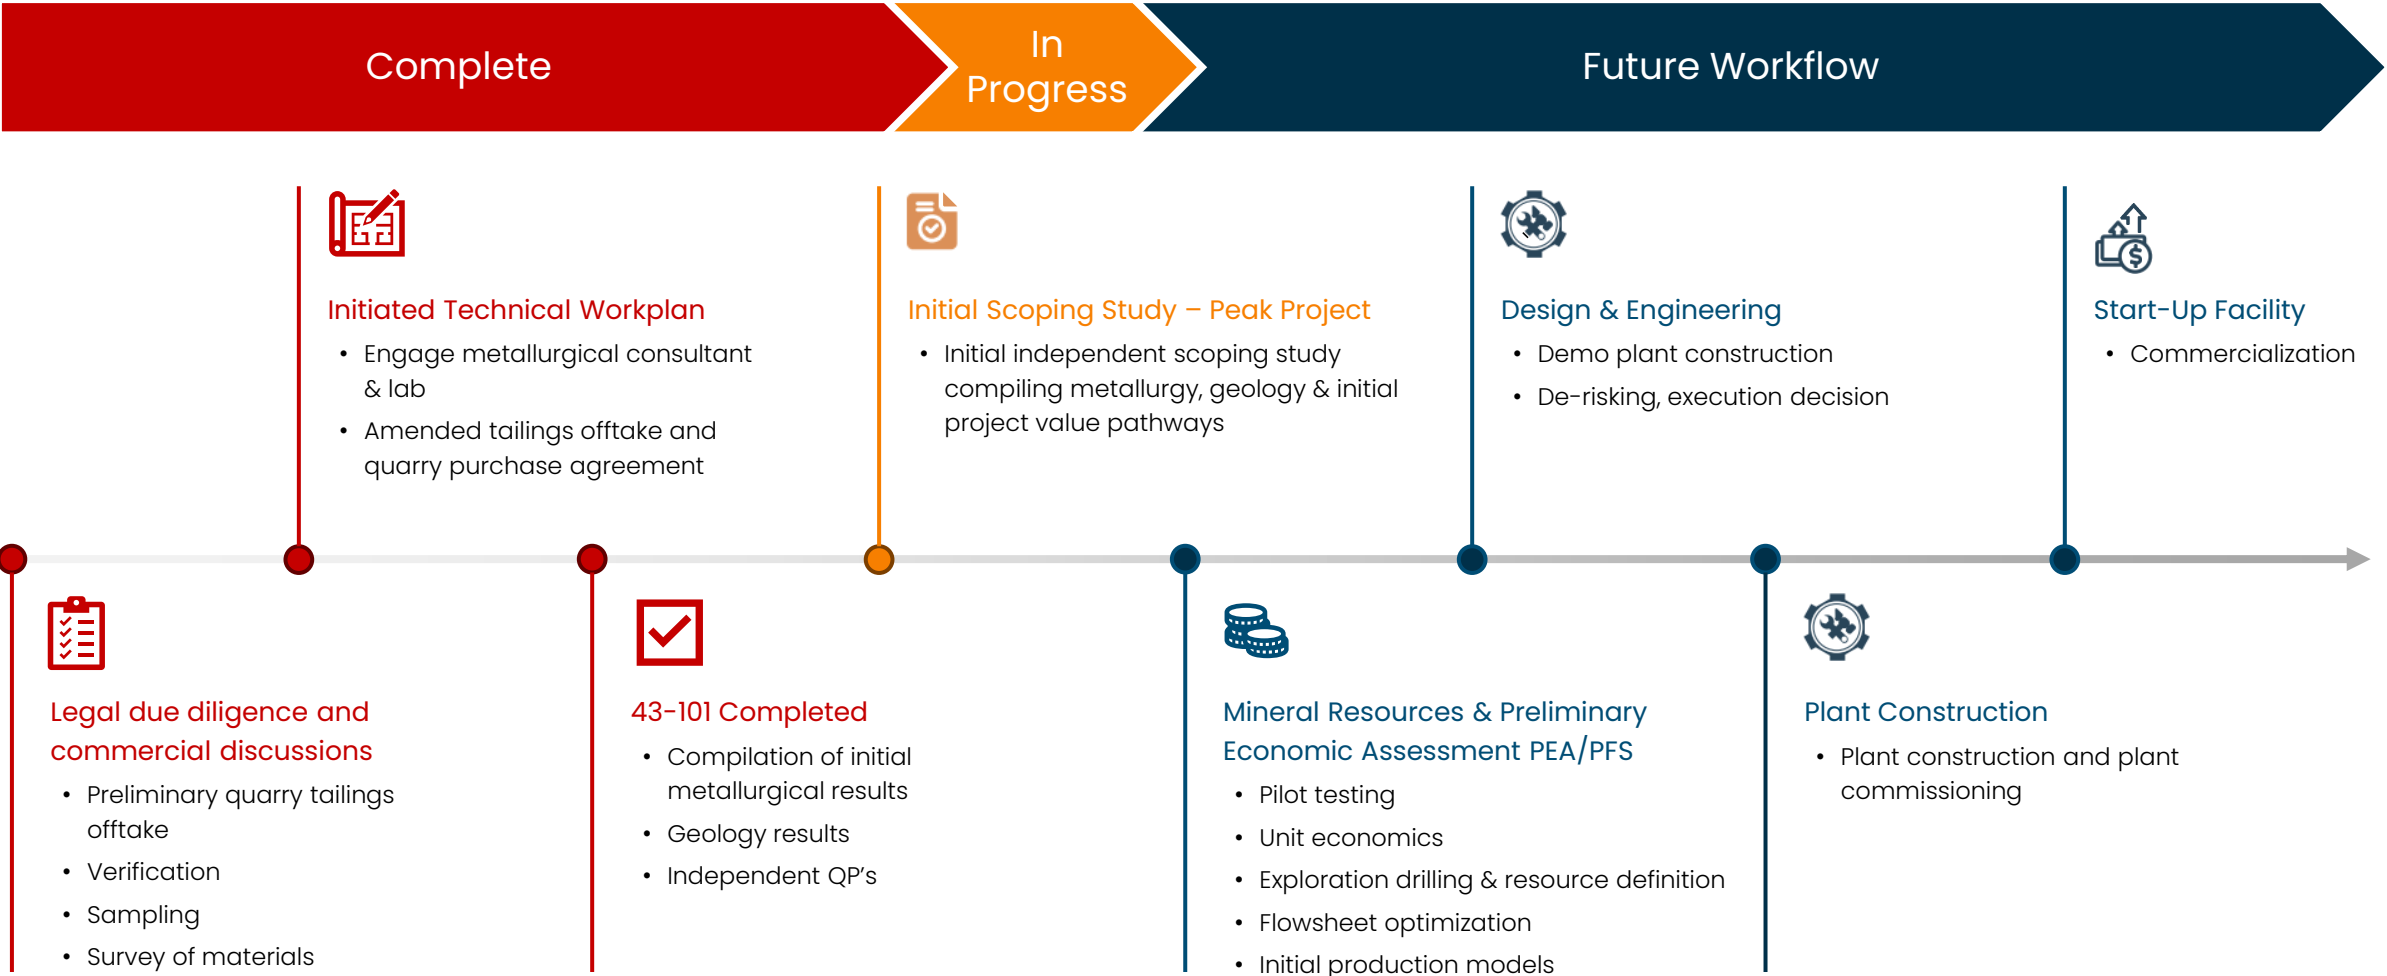 Complete
In
Progress
Future Workflow
Initiated Technical Workplan
• Engage metallurgical consultant
& lab
• Amended tailings offtake and
quarry purchase agreement
Initial Scoping Study – Peak Project
• Initial independent scoping study
compiling metallurgy, geology & initial
project value pathways
Design & Engineering
• Demo plant construction
• De-risking, execution decision
Start-Up Facility
• Commercialization
Legal due diligence and
commercial discussions
• Preliminary quarry tailings
offtake
• Verification
• Sampling
• Survey of materials
43-101 Completed
• Compilation of initial
metallurgical results
• Geology results
• Independent QP’s
Mineral Resources & Preliminary
Economic Assessment PEA/PFS
• Pilot testing
• Unit economics
• Exploration drilling & resource definition
• Flowsheet optimization
• Initial production models
Plant Construction
• Plant construction and plant
commissioning